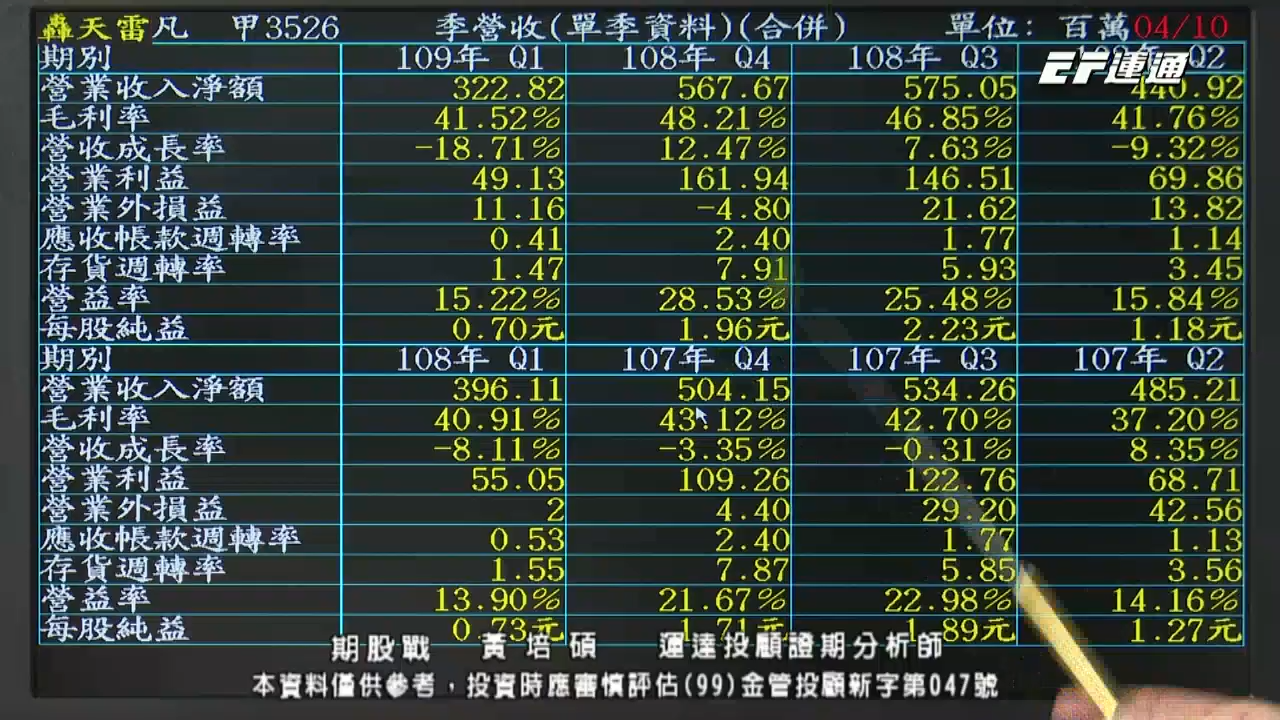 轟天雷凡 甲3526 季營收(單季資料)(合併) 單位: 百萬04/10
期別 109年 Q1 108年 Q4 108年 Q3 Q2
EF運通
營業收入淨額 322.82 567.67 575.05 440.92
毛利率 41.52% 48.21% 46.85% 41.76%
營收成長率 -18.71% 12.47% 7.63% -9.32%
營業利益 49.13 161.94 146.51 69.86
營業外損益 11.16 -4.80 21.62 13.82
應收帳款週轉率 0.41 2.40 1.77 1.14
存貨週轉率 1.47 7.91 5.93 3.45
營益率 15.22% 28.53% 25.48% 15.84%
每股純益 0.70元 1.96元 2.23元 1.18元
期別 108年 Q1 107年 Q4 107年 Q3 107年 Q2
營業收入淨額 396.11 504.15 534.26 485.21
毛利率 40.91% 43.12% 42.70% 37.20%
營收成長率 -8.11% -3.35% -0.31% 8.35%
營業利益 55.05 109.26 122.76 68.71
營業外損益 2 4.40 29.20 42.56
應收帳款週轉率 0.53 2.40 1.77 1.13
存貨週轉率 1.55 7.87 5.85 3.56
營益率 13.90% 21.67% 22.98% 14.16%
每股純益 0.73元 1.71元 1.89元 1.27元
期股戰 黃培碩 運達投顧證期分析師
本資料僅供參考，投資時應審慎評估(99)金管投顧新字第047號